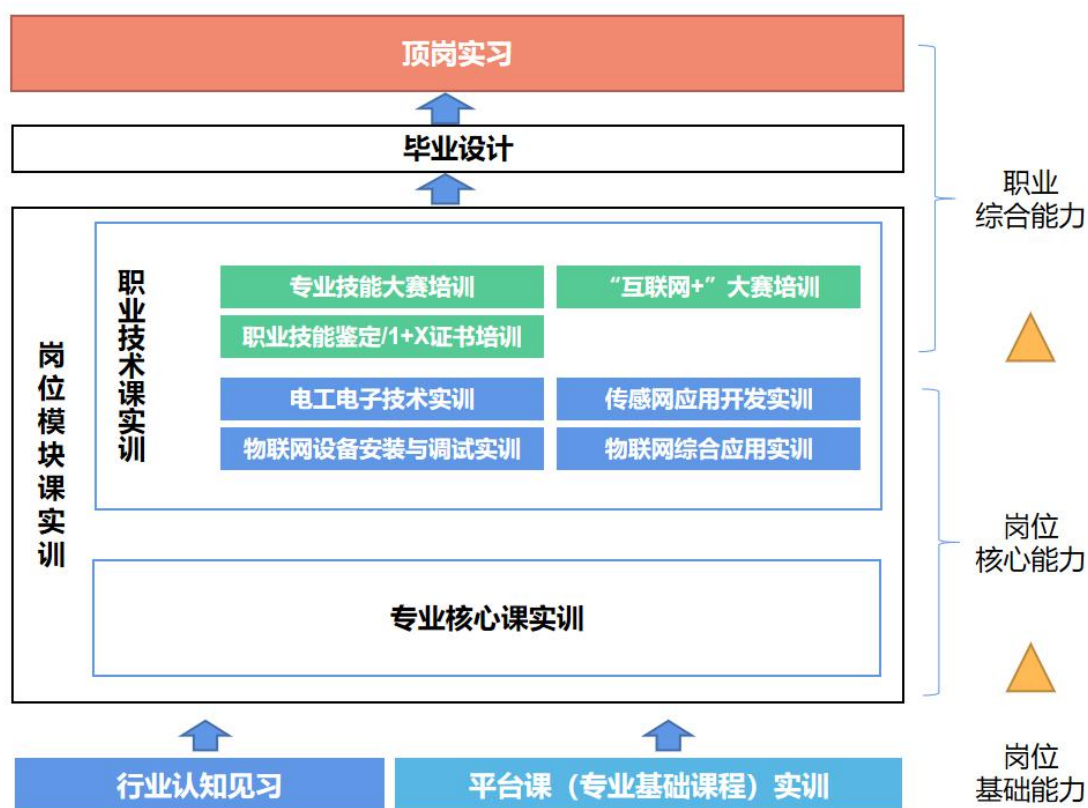 顶岗实习
毕业设计
职业
综合能力
岗位模块课实训
职业技术课实训
专业技能大赛培训
“互联网+”大赛培训
职业技能鉴定/1+X证书培训
电工电子技术实训
传感网应用开发实训
物联网设备安装与调试实训
物联网综合应用实训
岗位
核心能力
专业核心课实训
行业认知见习
平台课（专业基础课程）实训
岗位
基础能力